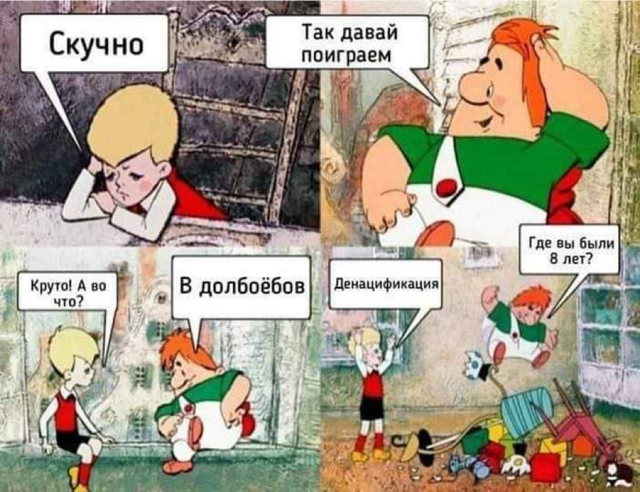 Скучно
Так давай
поиграем
Круто! А во
что?
В долбоёбов
Денацификация
Где вы были
8 лет?